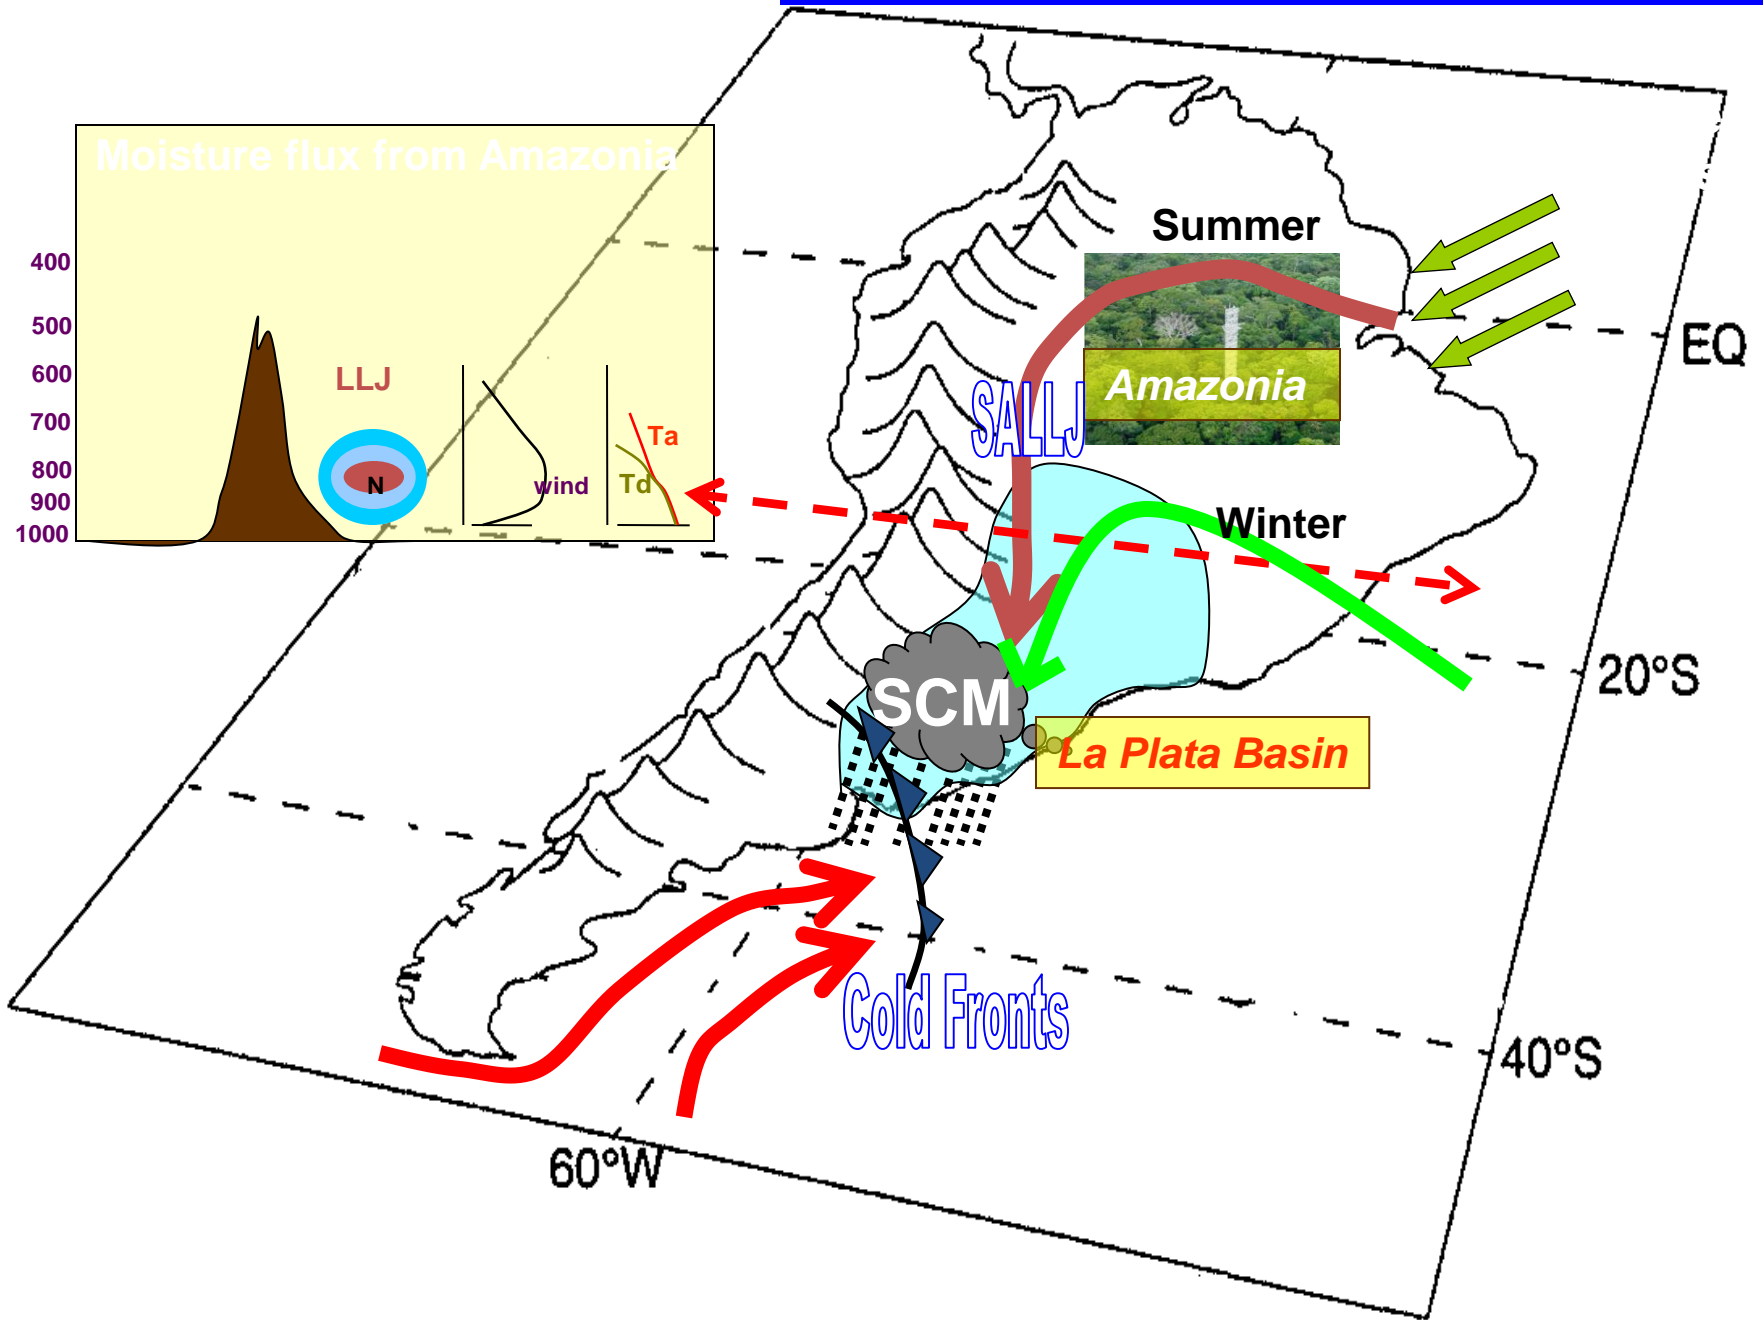 Moisture flux from Amazonia
400
500
600
700
800
900
1000
LLJ
N
wind
Ta
Td
Summer
Amazonia
SALLJ
Winter
SCM
La Plata Basin
Cold Fronts
EQ
20°S
40°S
60°W